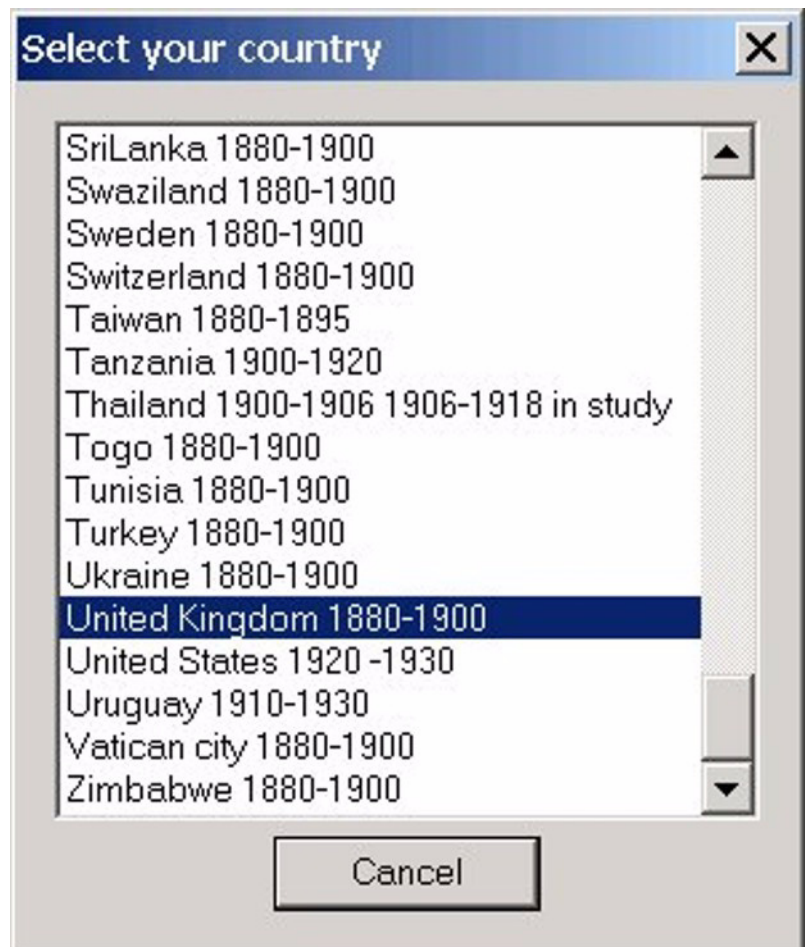 Select your country
SriLanka 1880-1900
Swaziland 1880-1900
Sweden 1880-1900
Switzerland 1880-1900
Taiwan 1880-1895
Tanzania 1900-1920
Thailand 1900-1906 1906-1918 in study
Togo 1880-1900
Tunisia 1880-1900
Turkey 1880-1900
Ukraine 1880-1900
United Kingdom 1880-1900
United States 1920 -1930
Uruguay 1910-1930
Vatican city 1880-1900
Zimbabwe 1880-1900
Cancel